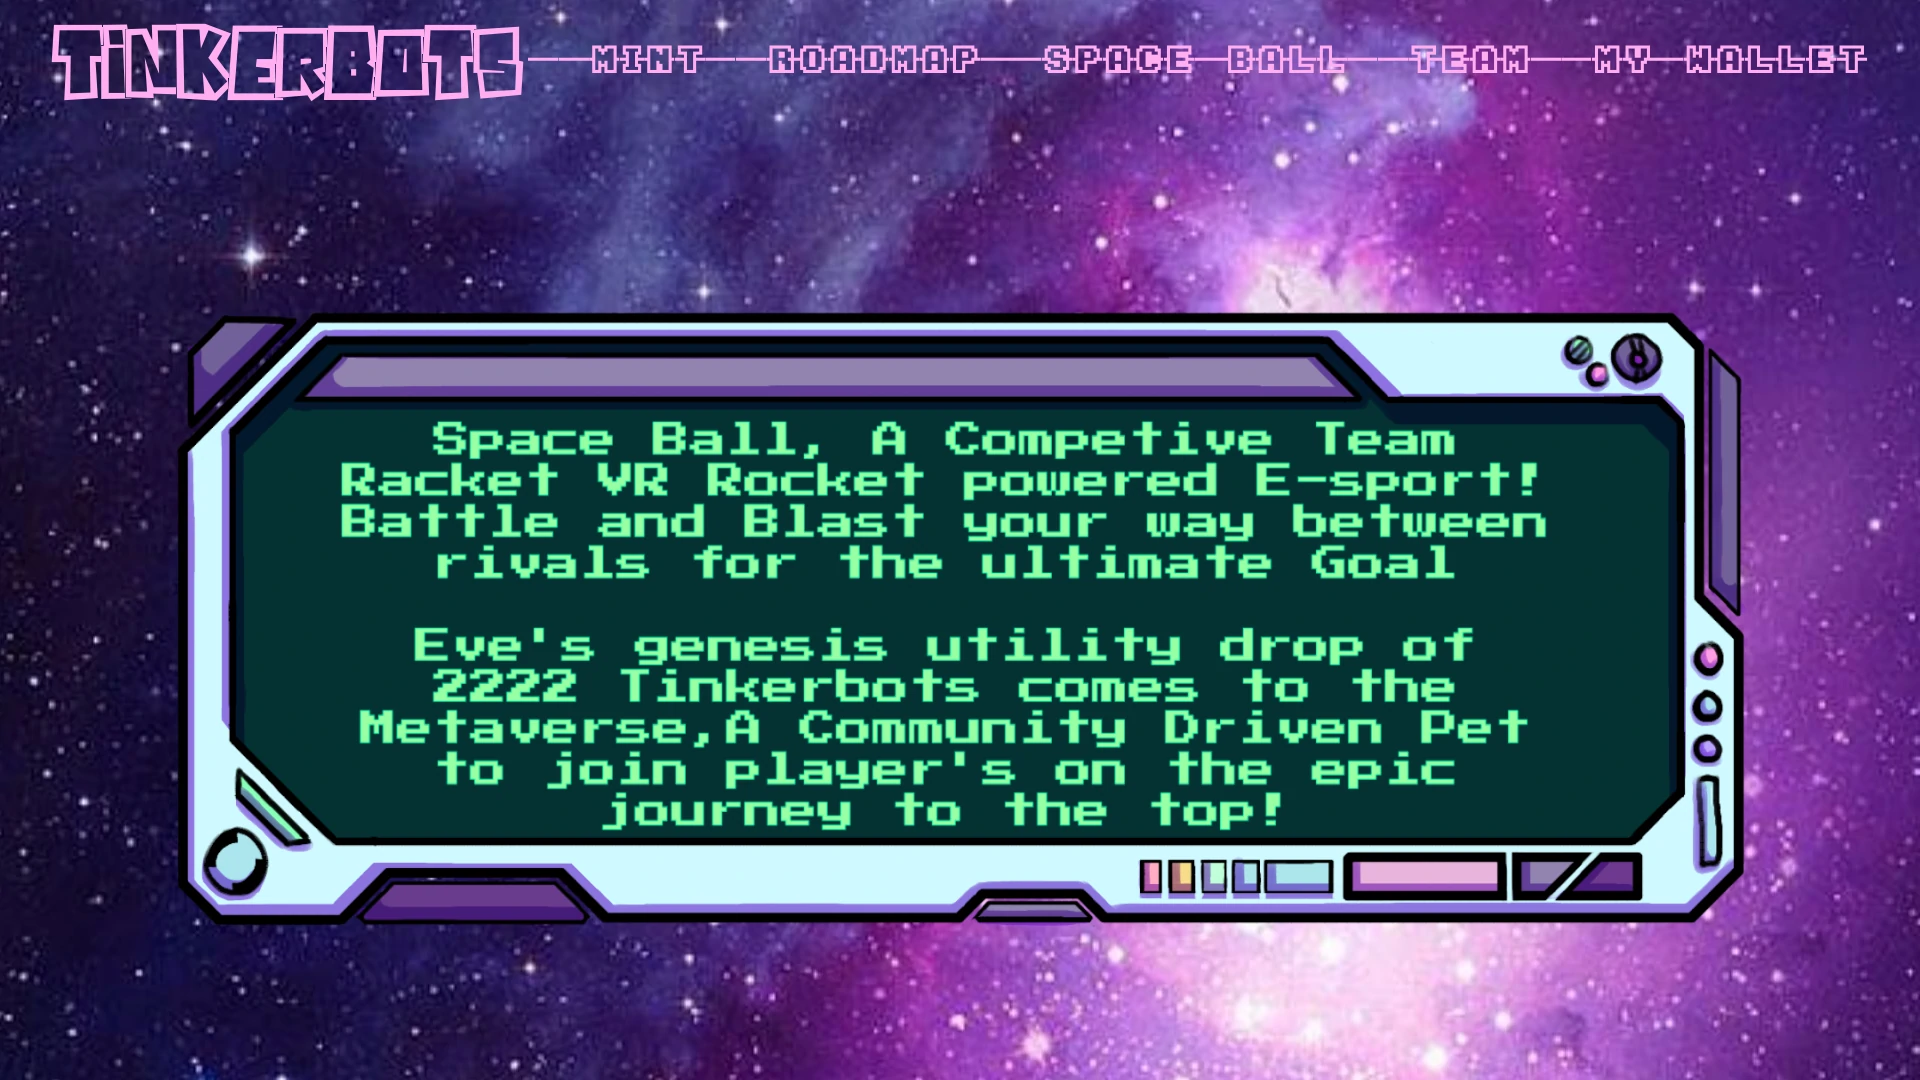 TiNKERBOTS MINT ROADMAP SPACE BALL TEAM MY WALLET
Space Ball, A Competive Team
Racket VR Rocket powered E-sport!
Battle and Blast your way between
rivals for the ultimate Goal
Eve's genesis utility drop of
2222 Tinkerbots comes to the
Metaverse,A Community Driven Pet
to join player's on the epic
journey to the top!